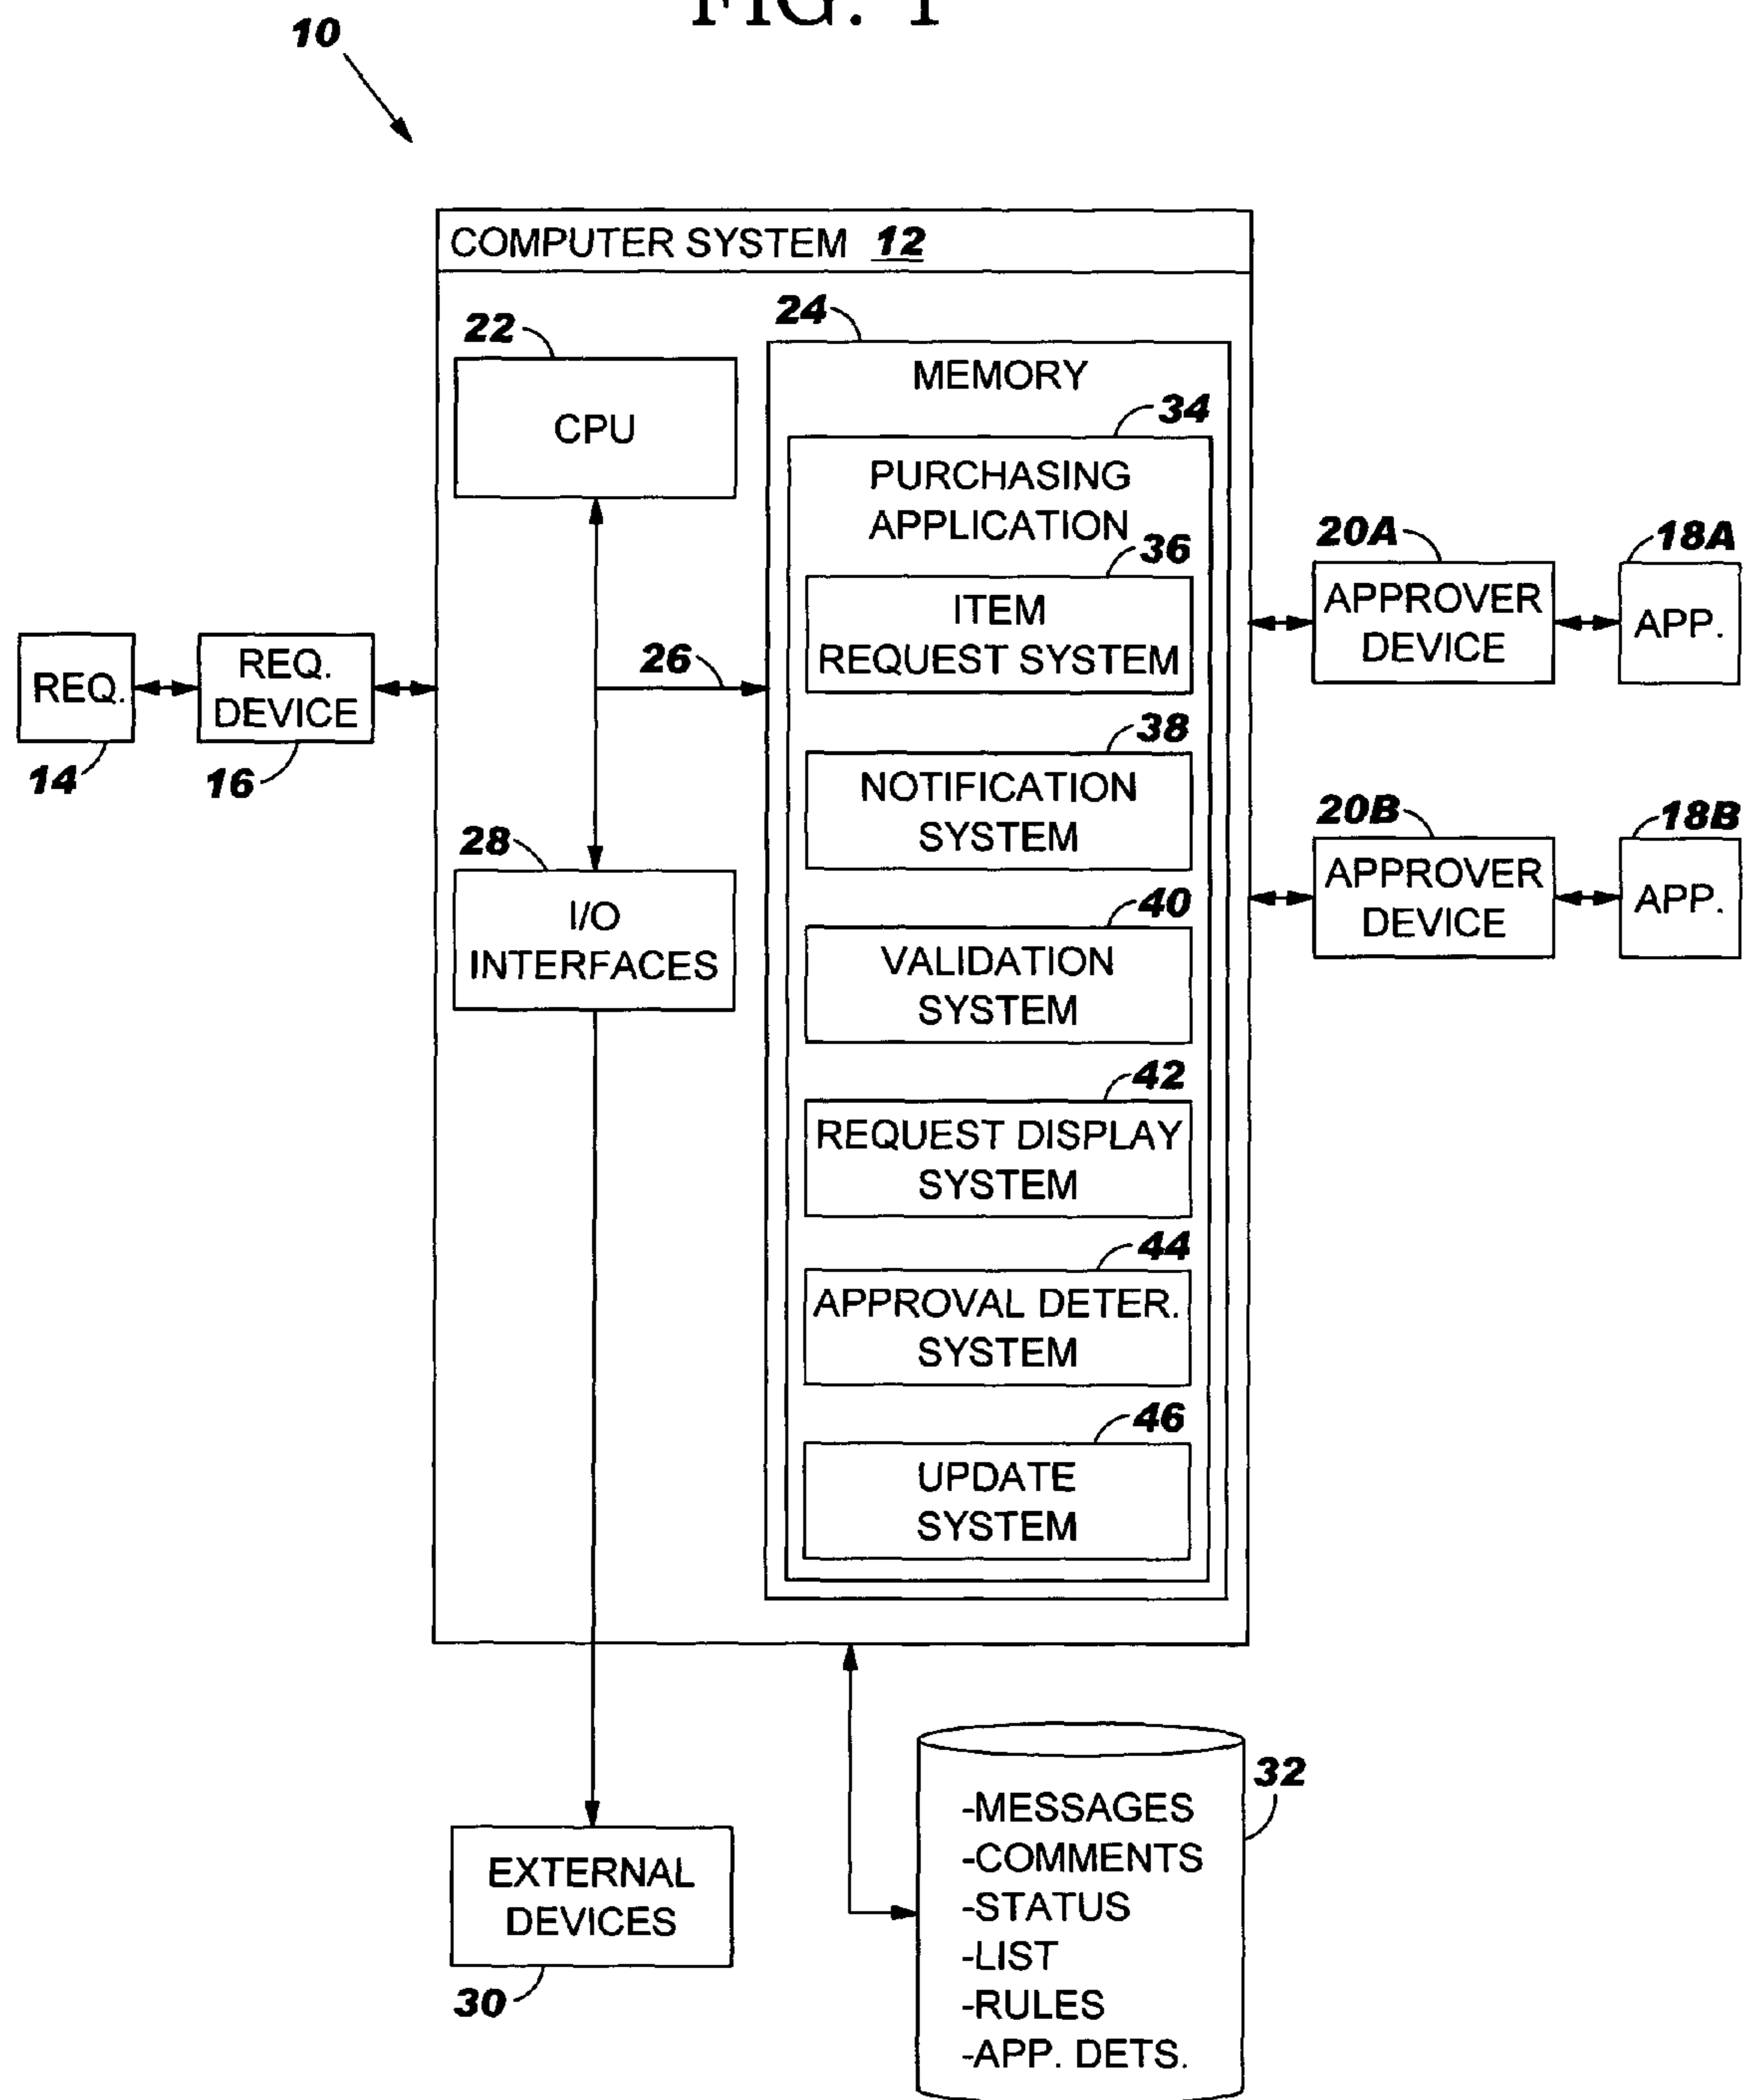 FIG. 1
10
COMPUTER SYSTEM 12
22
CPU
24
MEMORY
34
PURCHASING
APPLICATION
36
ITEM
REQUEST SYSTEM
38
NOTIFICATION
SYSTEM
40
VALIDATION
SYSTEM
42
REQUEST DISPLAY
SYSTEM
44
APPROVAL DETER.
SYSTEM
46
UPDATE
SYSTEM
26
28
I/O
INTERFACES
REQ.
14
REQ.
DEVICE
16
20A
APPROVER
DEVICE
18A
APP.
20B
APPROVER
DEVICE
18B
APP.
EXTERNAL
DEVICES
30
32
-MESSAGES
-COMMENTS
-STATUS
-LIST
-RULES
-APP. DETS.